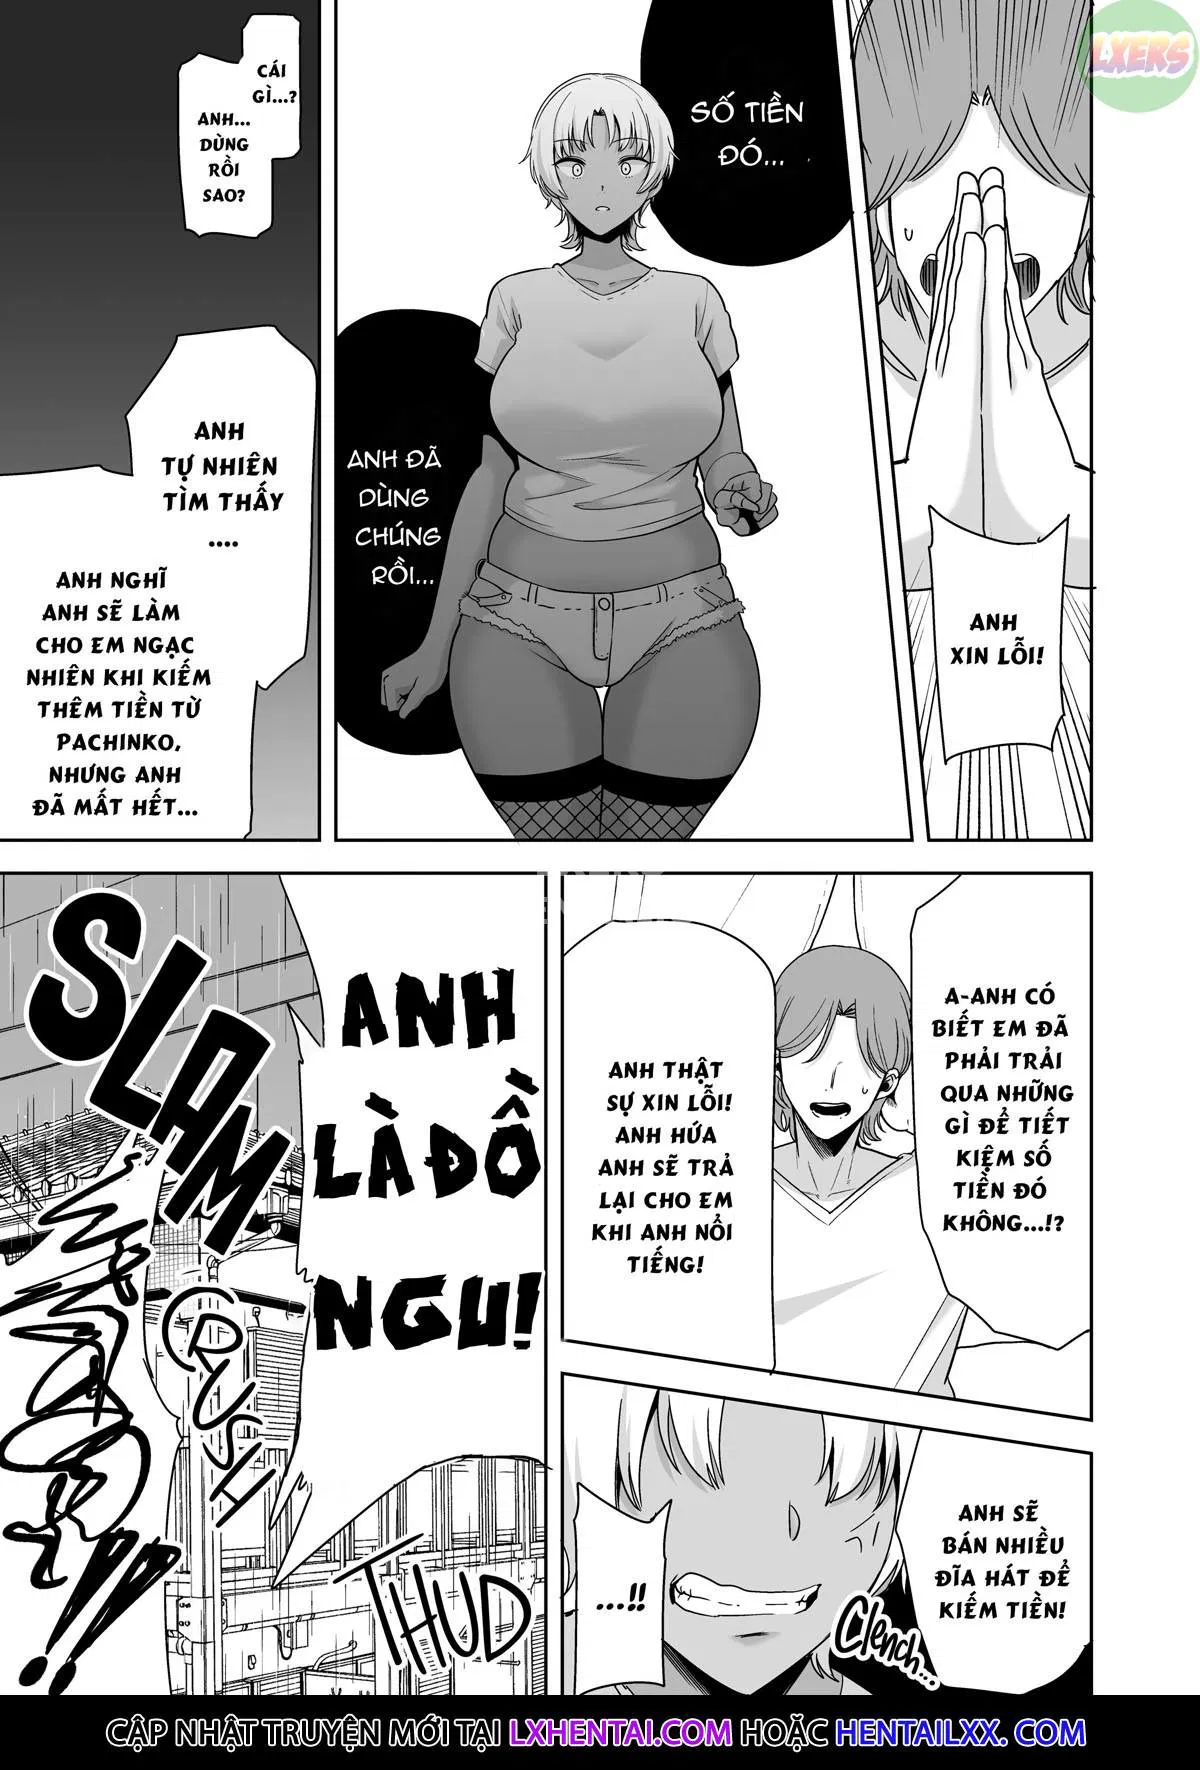 LXERS
ANH
XIN LỖI!
SỐ TIỀN
ĐÓ...
ANH ĐÃ
DÙNG
CHÚNG
RỒI...
CÁI
GÌ...?
ANH...
DÙNG
RỒI
SAO?
ANH
TỰ NHIÊN
TÌM THẤY
....
ANH NGHĨ
ANH SẼ LÀM
CHO EM NGẠC
NHIÊN KHI KIẾM
THÊM TIỀN TỪ
PACHINKO,
NHƯNG ANH
ĐÃ MẤT HẾT...
A-ANH CÓ
BIẾT EM ĐÃ
PHẢI TRẢI
QUA NHỮNG
GÌ ĐỂ TIẾT
KIỆM SỐ
TIỀN ĐÓ
KHÔNG...!?
ANH THẬT
SỰ XIN LỖI!
ANH HỨA
ANH SẼ TRẢ
LẠI CHO EM
KHI ANH NỔI
TIẾNG!
ANH SẼ
BÁN NHIỀU
ĐĨA HÁT ĐỂ
KIẾM TIỀN!
Clench...
...!!
ANH
LÀĐỒ
NGU!
SLAM
CRUSH
THUD
!!
CẬP NHẬT TRUYỆN MỚI TẠI LXHENTAI.COM HOẶC HENTAILXX. COM